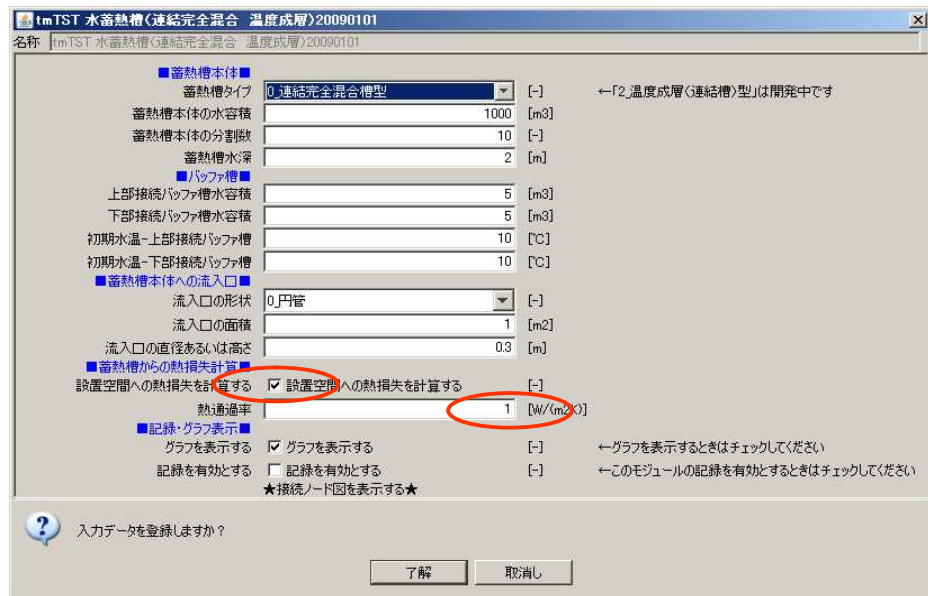 tmTST 水蓄熱槽(連結完全混合 温度成層)20090101
名称 tmTST 水蓄熱槽(連結完全混合 温度成層)20090101
■蓄熱槽本体■
蓄熱槽タイプ 0_連結完全混合槽型 [-] ←「2_温度成層(連結槽)型」は開発中です
蓄熱槽本体の水容積 1000 [m3]
蓄熱槽本体の分割数 10 [-]
蓄熱槽水深 2 [m]
■バッファ槽■
上部接続バッファ槽水容積 5 [m3]
下部接続バッファ槽水容積 5 [m3]
初期水温-上部接続バッファ槽 10 [℃]
初期水温-下部接続バッファ槽 10 [℃]
■蓄熱槽本体への流入口■
流入口の形状 0_円管 [-]
流入口の面積 1 [m2]
流入口の直径あるいは高さ 0.3 [m]
■蓄熱槽からの熱損失計算■
設置空間への熱損失を計算する 設置空間への熱損失を計算する [-]
熱通過率 1 [W/(m2K)]
■記録・グラフ表示■
グラフを表示する グラフを表示する [-] ←グラフを表示するときはチェックしてください
記録を有効とする 記録を有効とする [-] ←このモジュールの記録を有効とするときはチェックしてください
★接続ノード図を表示する★
入力データを登録しますか?
了解 取消し